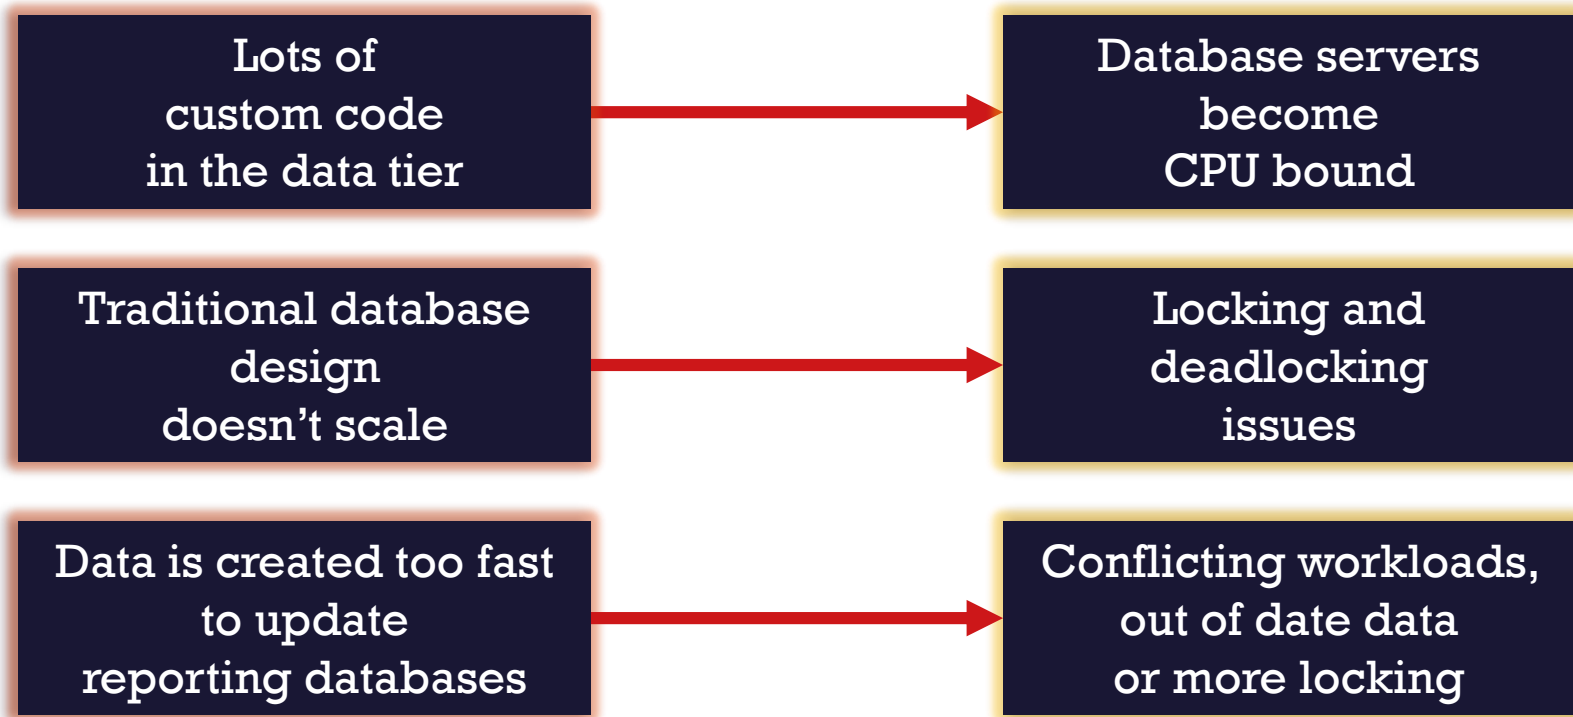 Lots of
custom code
in the data tier
Database servers
become
CPU bound
Traditional database
design
doesn’t scale
Locking and
deadlocking
issues
Data is created too fast
to update
reporting databases
Conflicting workloads,
out of date data
or more locking